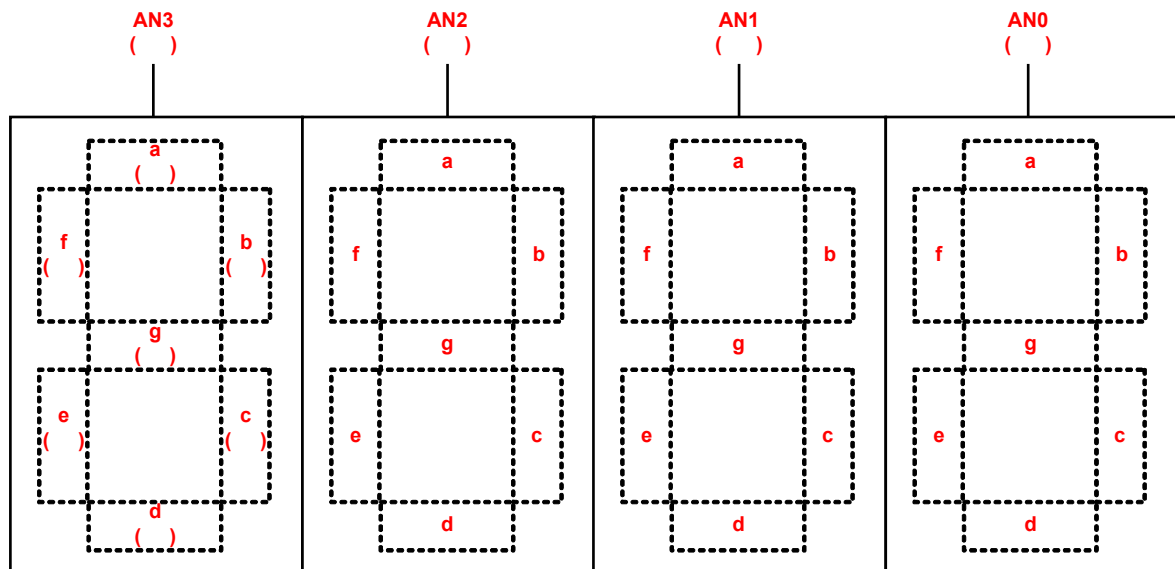 AN3 AN2 AN1 AN0
(    ) (    ) (    ) (    )
a a a a
(    )
f b f b f b f b
(    ) (    )
g g g g
(    )
e c e c e c e c
(    ) (    )
d d d d
(    )